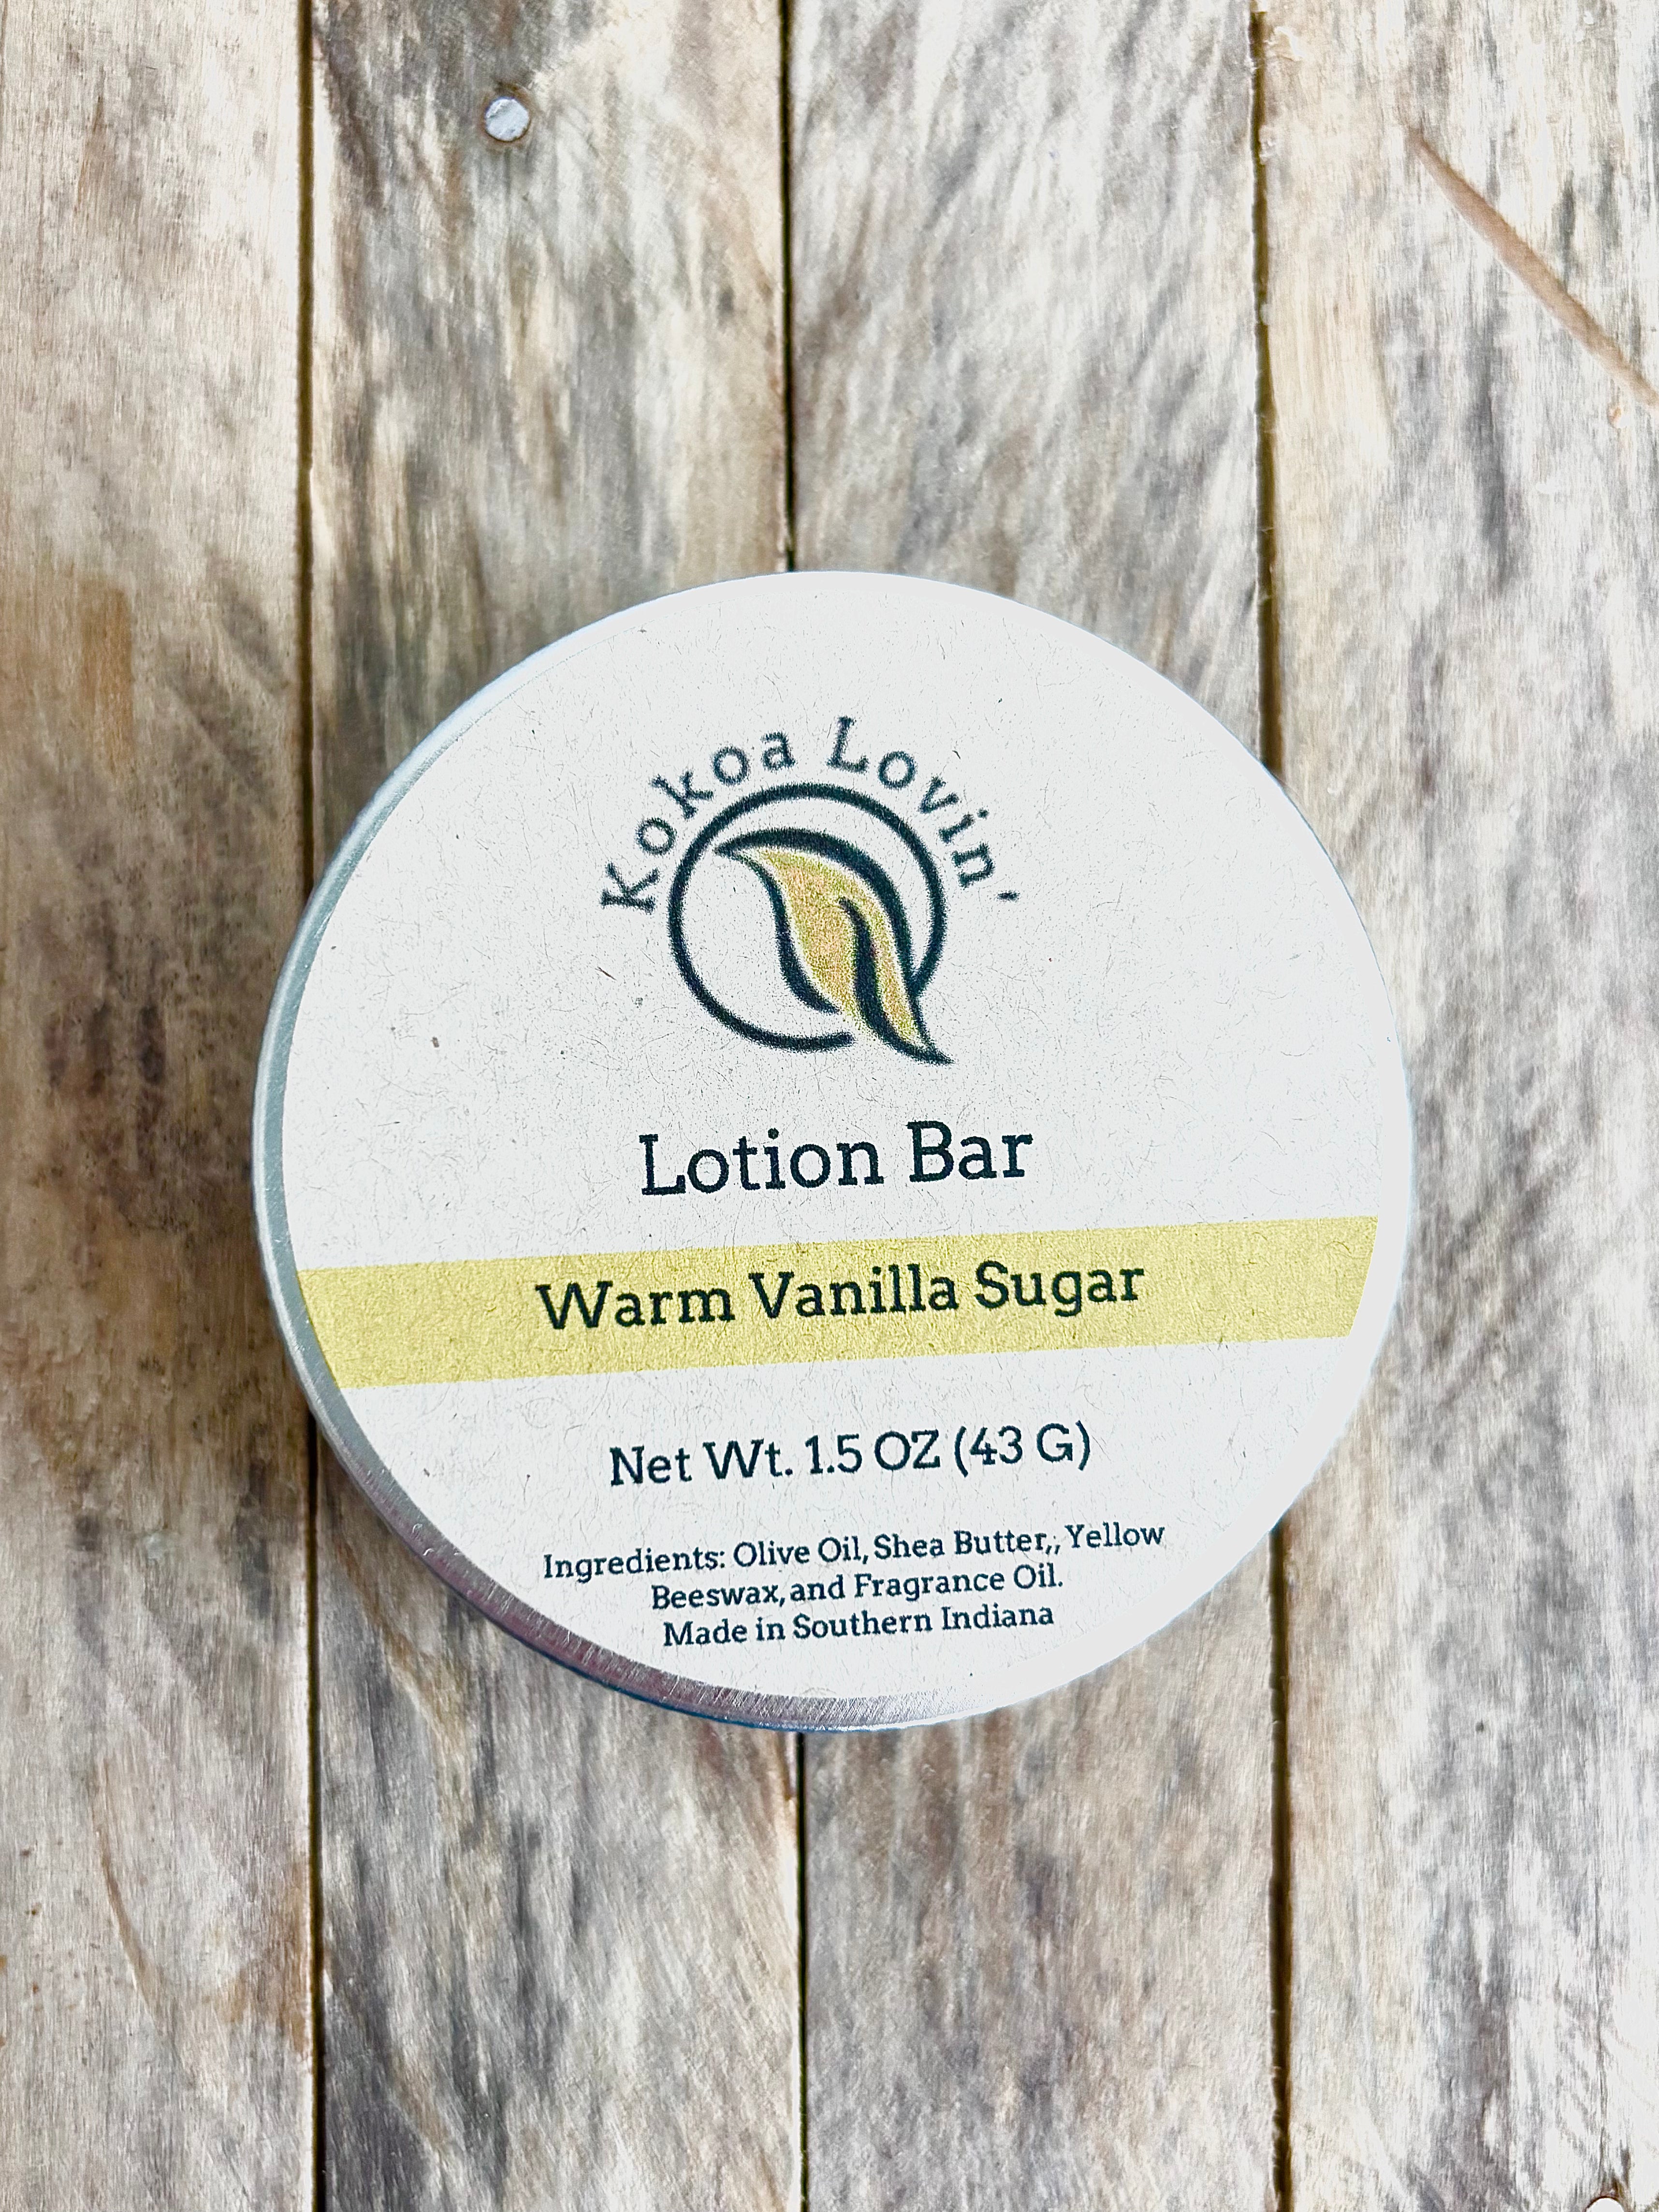 Kokoa Lovin'
Lotion Bar
Warm Vanilla Sugar
Net Wt. 1.5 OZ (43 G)
Ingredients: Olive Oil, Shea Butter,, Yellow
Beeswax, and Fragrance Oil.
Made in Southern Indiana